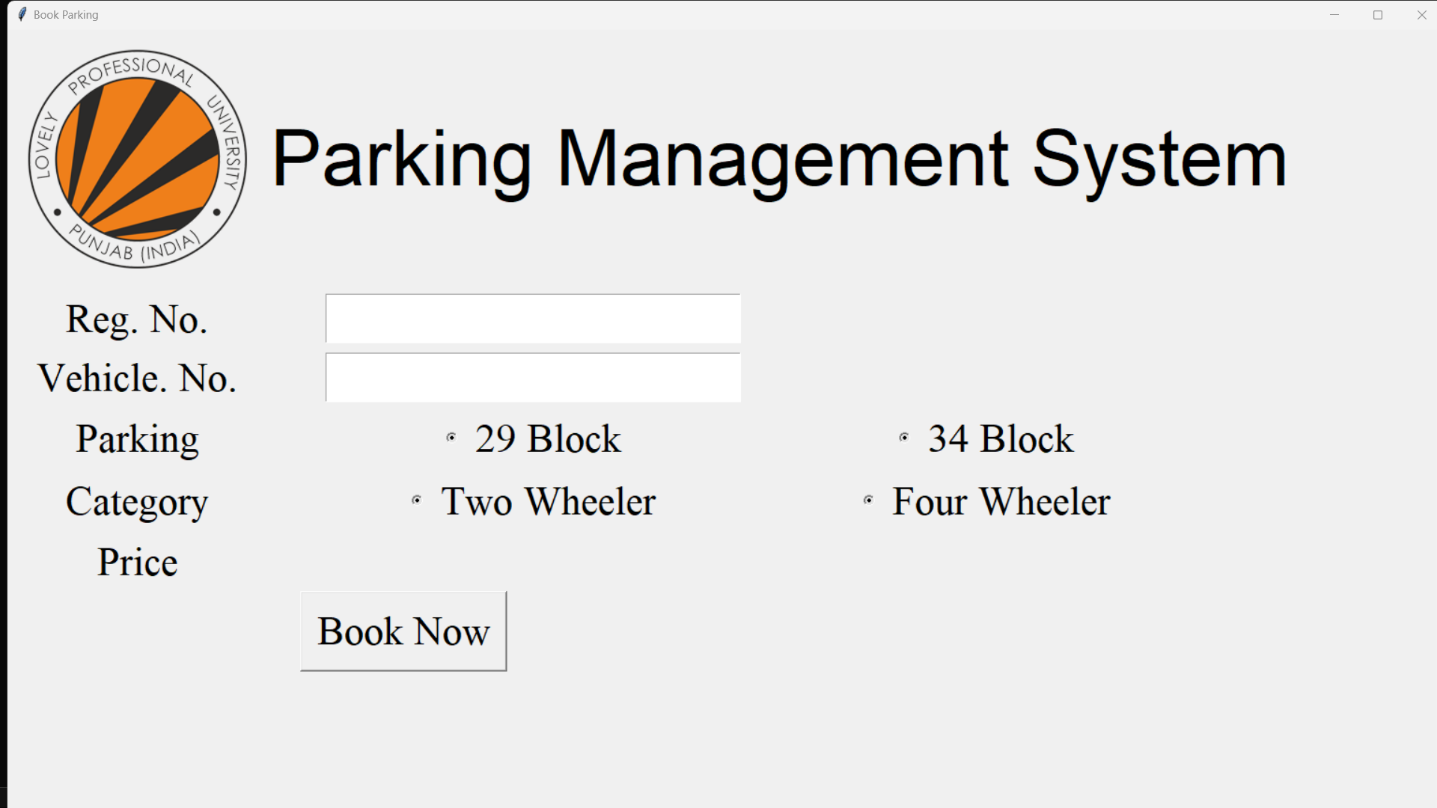 Book Parking
LOVELY PROFESSIONAL UNIVERSITY
PUNJAB (INDIA)
Parking Management System
Reg. No.
Vehicle. No.
Parking 29 Block 34 Block
Category Two Wheeler Four Wheeler
Price
Book Now